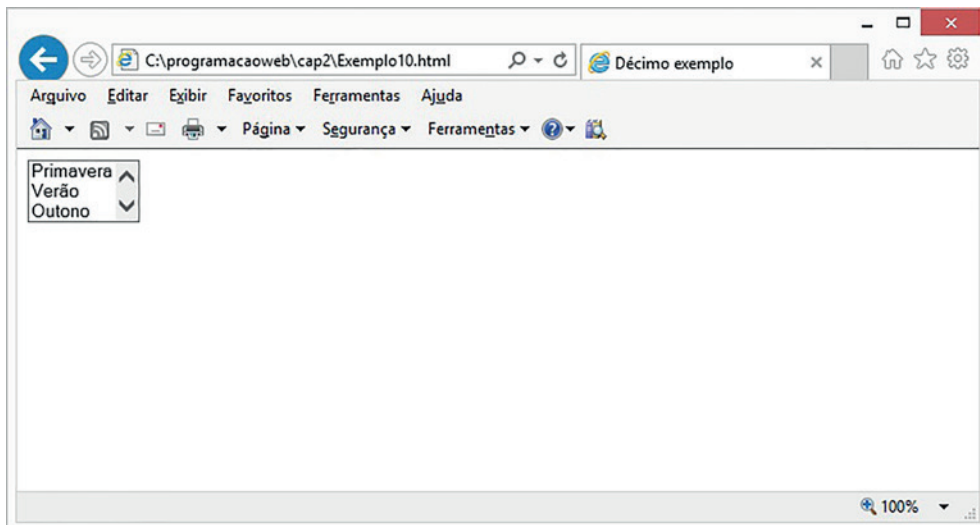 C:\programacaoweb\cap2\Exemplo10.html
Décimo exemplo
Arquivo Editar Exibir Favoritos Ferramentas Ajuda
Página Segurança Ferramentas
Primavera
Verão
Outono
100%